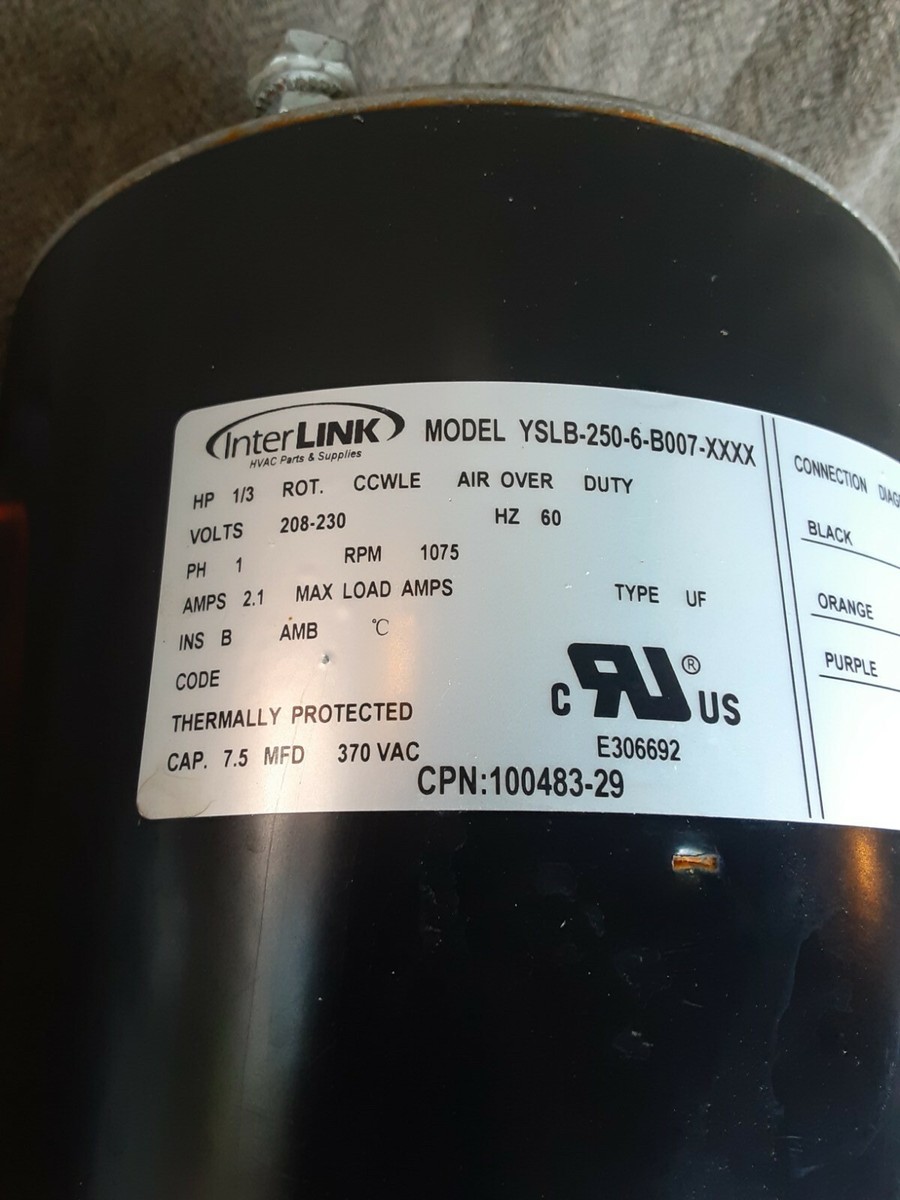 InterLINK MODEL YSLB-250-6-B007-XXXX
HVAC Parts & Supplies
HP 1/3 ROT. CCWLE AIR OVER DUTY
VOLTS 208-230 HZ 60
PH 1 RPM 1075
AMPS 2.1 MAX LOAD AMPS TYPE UF
INS B AMB °C
CODE
THERMALLY PROTECTED
CAP. 7.5 MFD 370 VAC
C RU ® US
E306692
CPN:100483-29
CONNECTION
BLACK
ORANGE
PURPLE